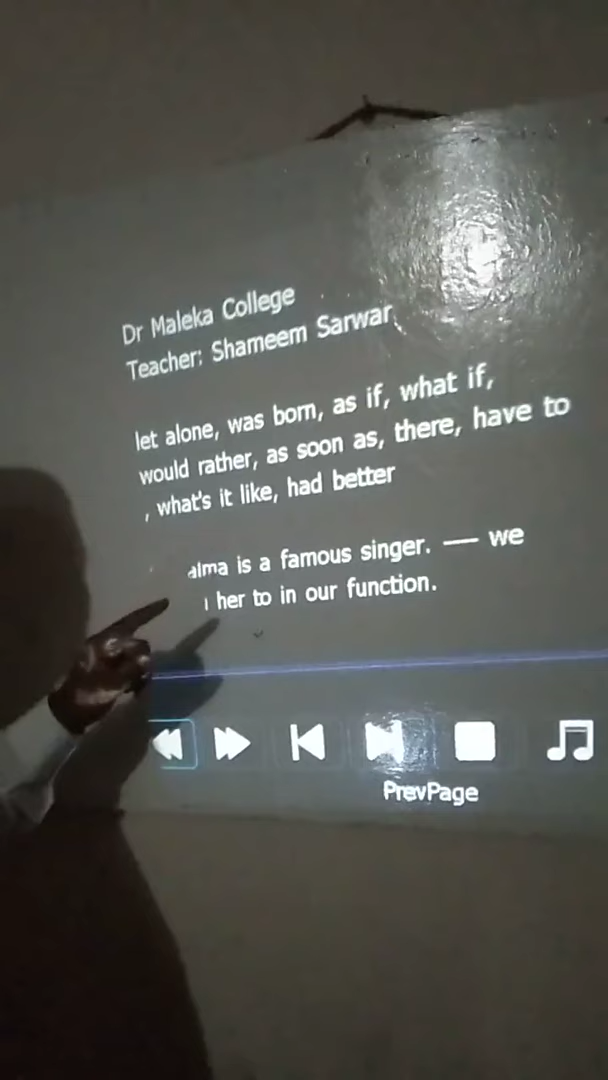 Dr Maleka College
Teacher: Shameem Sarwar
let alone, was born, as if, what if,
would rather, as soon as, there, have to
, what's it like, had better
alma is a famous singer. — we
her to in our function.
PrevPage